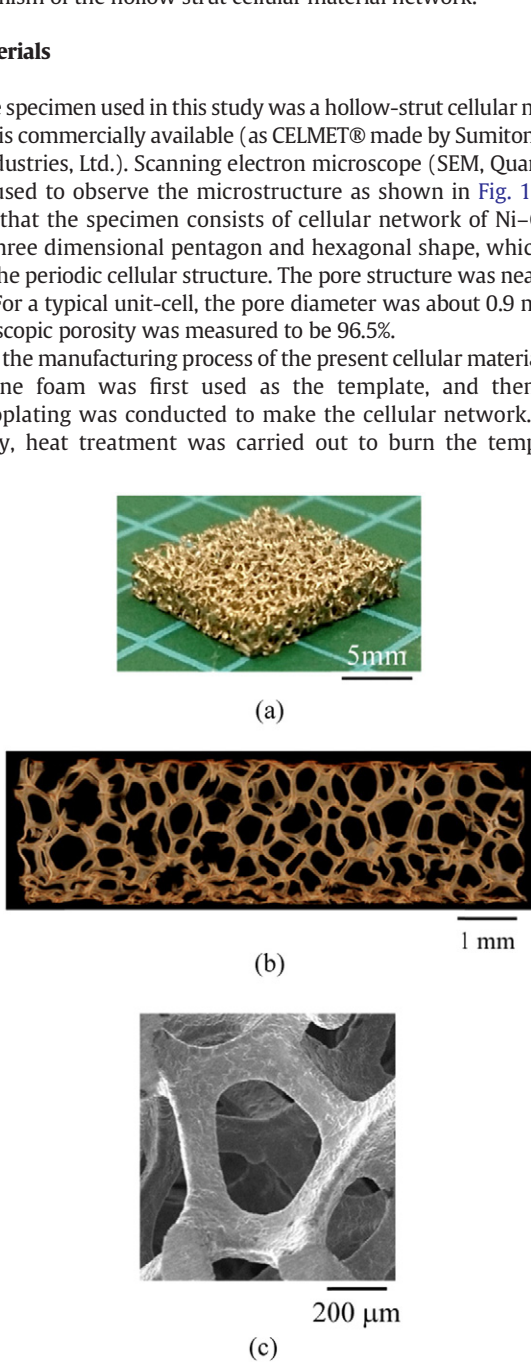 nism of the hollow strut cellular material network.
erials
e specimen used in this study was a hollow-strut cellular n
is commercially available (as CELMET® made by Sumiton
dustries, Ltd.). Scanning electron microscope (SEM, Quar
used to observe the microstructure as shown in Fig. 1
that the specimen consists of cellular network of Ni–
hree dimensional pentagon and hexagonal shape, whic
he periodic cellular structure. The pore structure was nea
For a typical unit-cell, the pore diameter was about 0.9 n
scopic porosity was measured to be 96.5%.
the manufacturing process of the present cellular materia
ne foam was first used as the template, and then
oplating was conducted to make the cellular network.
y, heat treatment was carried out to burn the temp
5mm
(a)
1 mm
(b)
200 μm
(c)